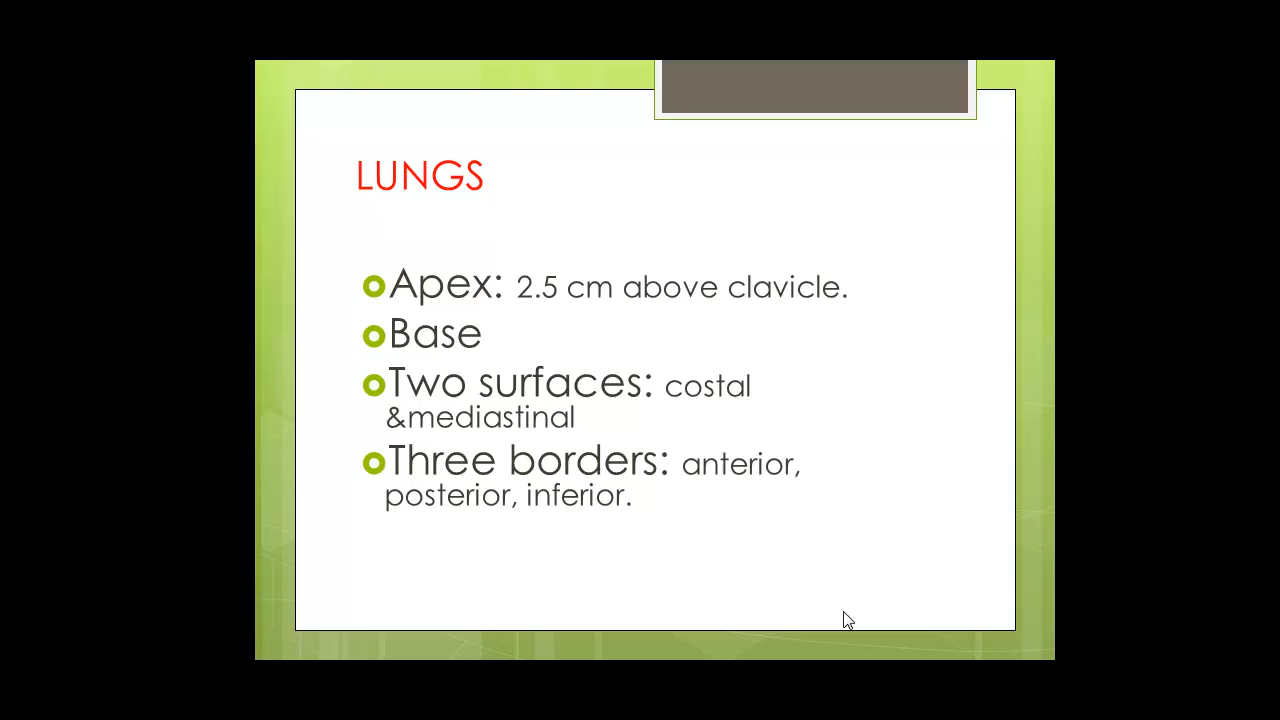 LUNGS
Apex: 2.5 cm above clavicle.
Base
Two surfaces: costal
&mediastinal
Three borders: anterior,
posterior, inferior.